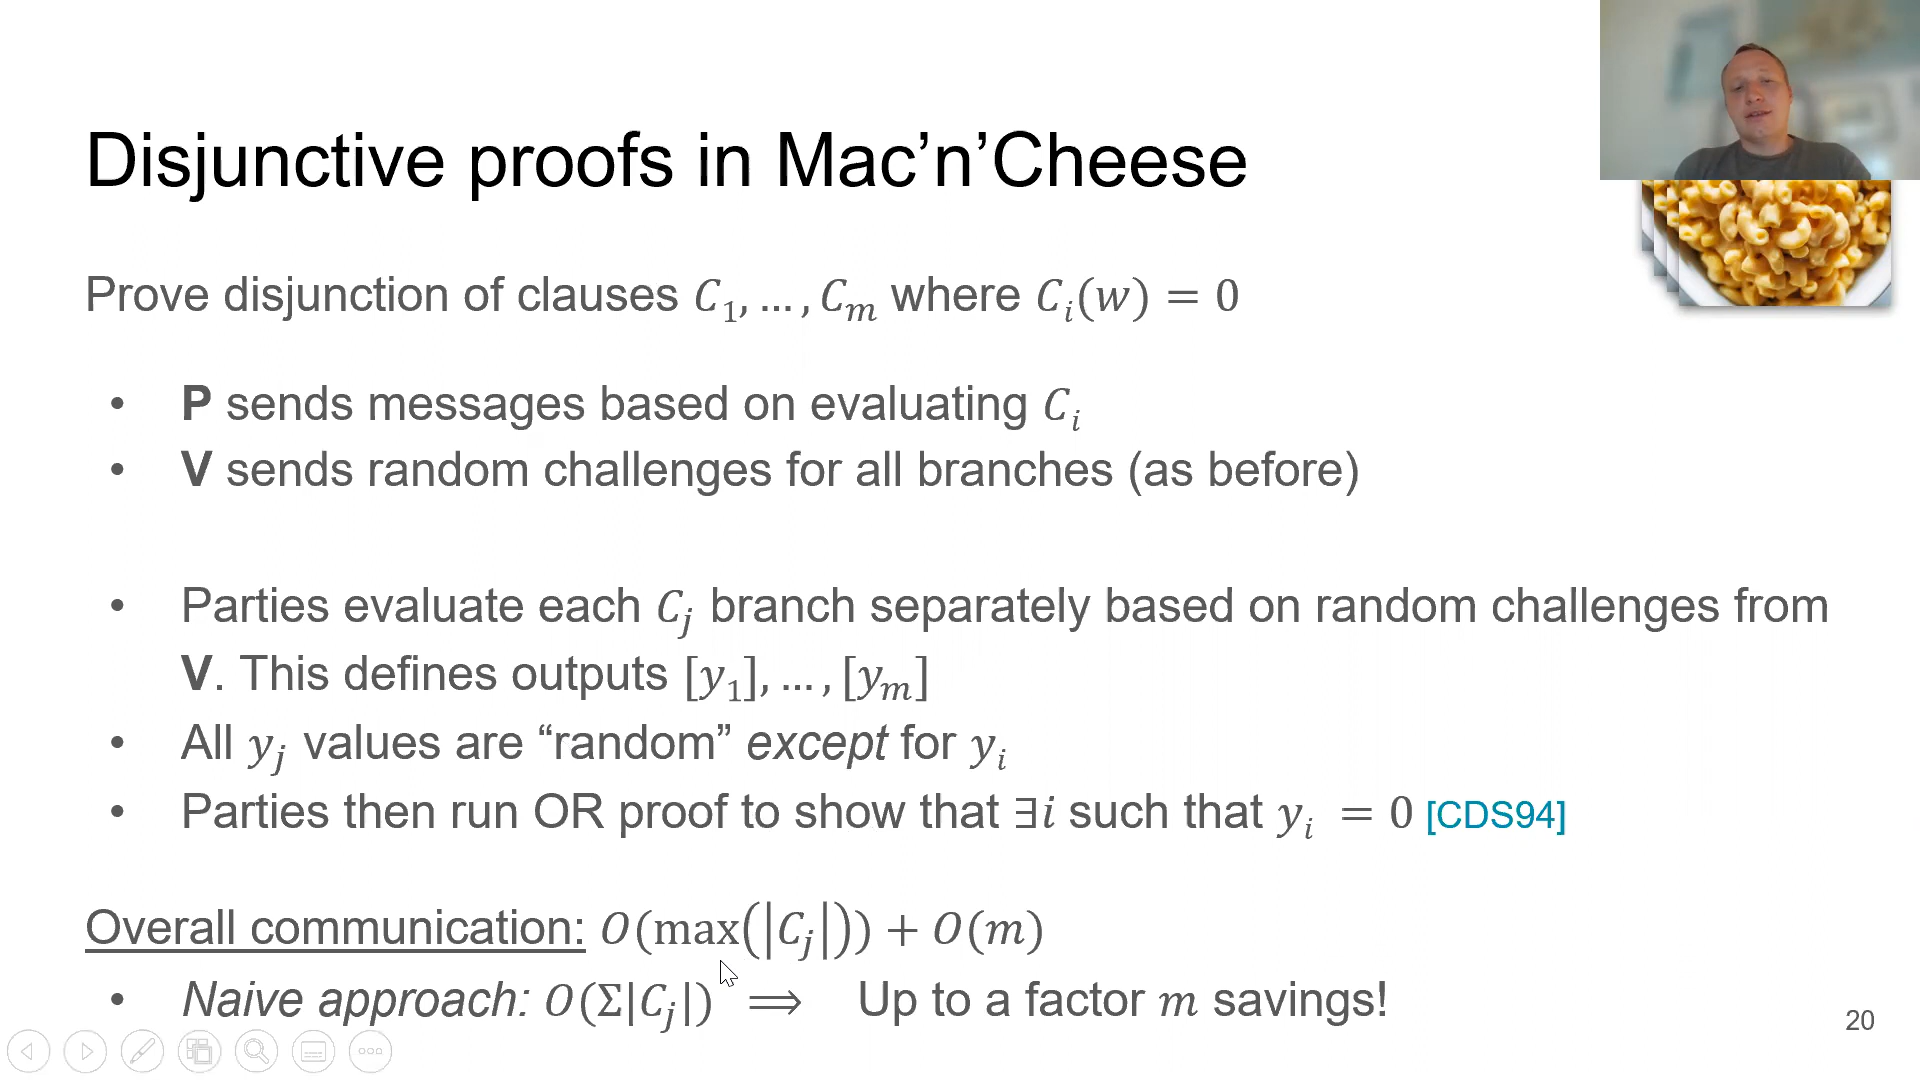 Disjunctive proofs in Mac’n’Cheese
Prove disjunction of clauses 𝐶₁, … , 𝐶ₘ where 𝐶ᵢ(𝑤) = 0
• P sends messages based on evaluating 𝐶ᵢ
• V sends random challenges for all branches (as before)
• Parties evaluate each 𝐶ⱼ branch separately based on random challenges from
V. This defines outputs [𝑦₁], … , [𝑦ₘ]
• All 𝑦ⱼ values are “random” except for 𝑦ᵢ
• Parties then run OR proof to show that ∃𝑖 such that 𝑦ᵢ = 0 [CDS94]
Overall communication: 𝑂(max(|𝐶ⱼ|)) + 𝑂(𝑚)
• Naive approach: 𝑂(Σ|𝐶ⱼ|) ⟹ Up to a factor 𝑚 savings!
20